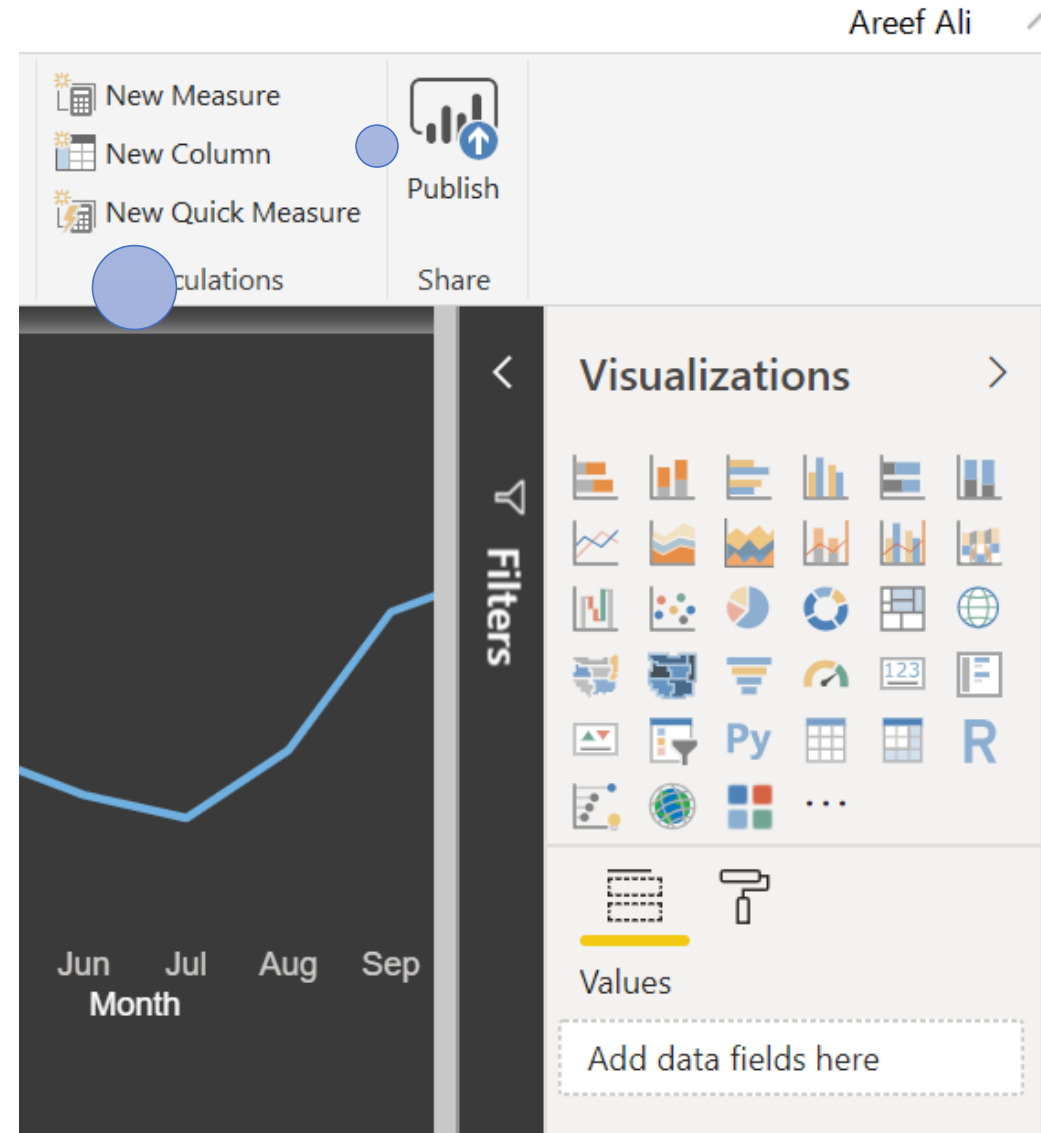 Areef Ali
New Measure
New Column
New Quick Measure
Publish
culations
Share
Visualizations
Filters
123
Py
R
Jun Jul Aug Sep
Month
Values
Add data fields here